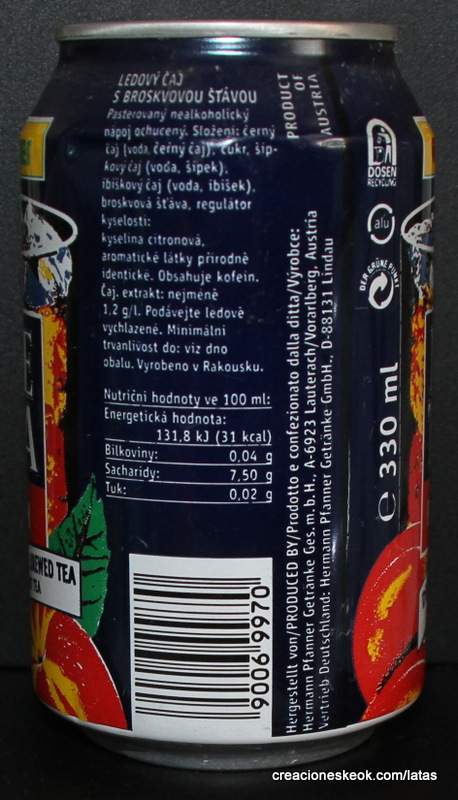 LEDOVÝ ČAJ
S BROSKVOVOU ŠTÁVOU
Pasterovaný nealkoholický
nápoj ochucený. Složení: černý
čaj (voda, černý čaj), cukr, šíp-
kový čaj (voda, šípek),
ibiškový čaj (voda, ibišek),
broskvová šťáva, regulátor
kyselosti:
kyselina citronová,
aromatické látky přírodně
identické. Obsahuje kofein.
Čaj. extrakt: nejméně
1,2 g/l. Podávejte ledově
vychlazené. Minimální
trvanlivost do: viz dno
obalu. Vyrobeno v Rakousku.
Nutriční hodnoty ve 100 ml:
Energetická hodnota:
131,8 kJ (31 kcal)
Bílkoviny: 0,04 g
Sacharidy: 7,50 g
Tuk: 0,02 g
PRODUCT
OF
AUSTRIA
DOSEN
RECYCLING
alu
DER GRÜNE PUNKT
e 330 ml
Hergestellt von/PRODUCED BY/Prodotto e confezionato dalla ditta/Výrobce:
Hermann Pfanner Getränke Ges.m.b.H., A-6923 Lauterach/Vorarlberg, Austria
Vertrieb Deutschland: Hermann Pfanner Getränke GmbH., D-88131 Lindau
9006 9970
E
A
BREWED TEA
TEA
creacioneskeok.com/latas